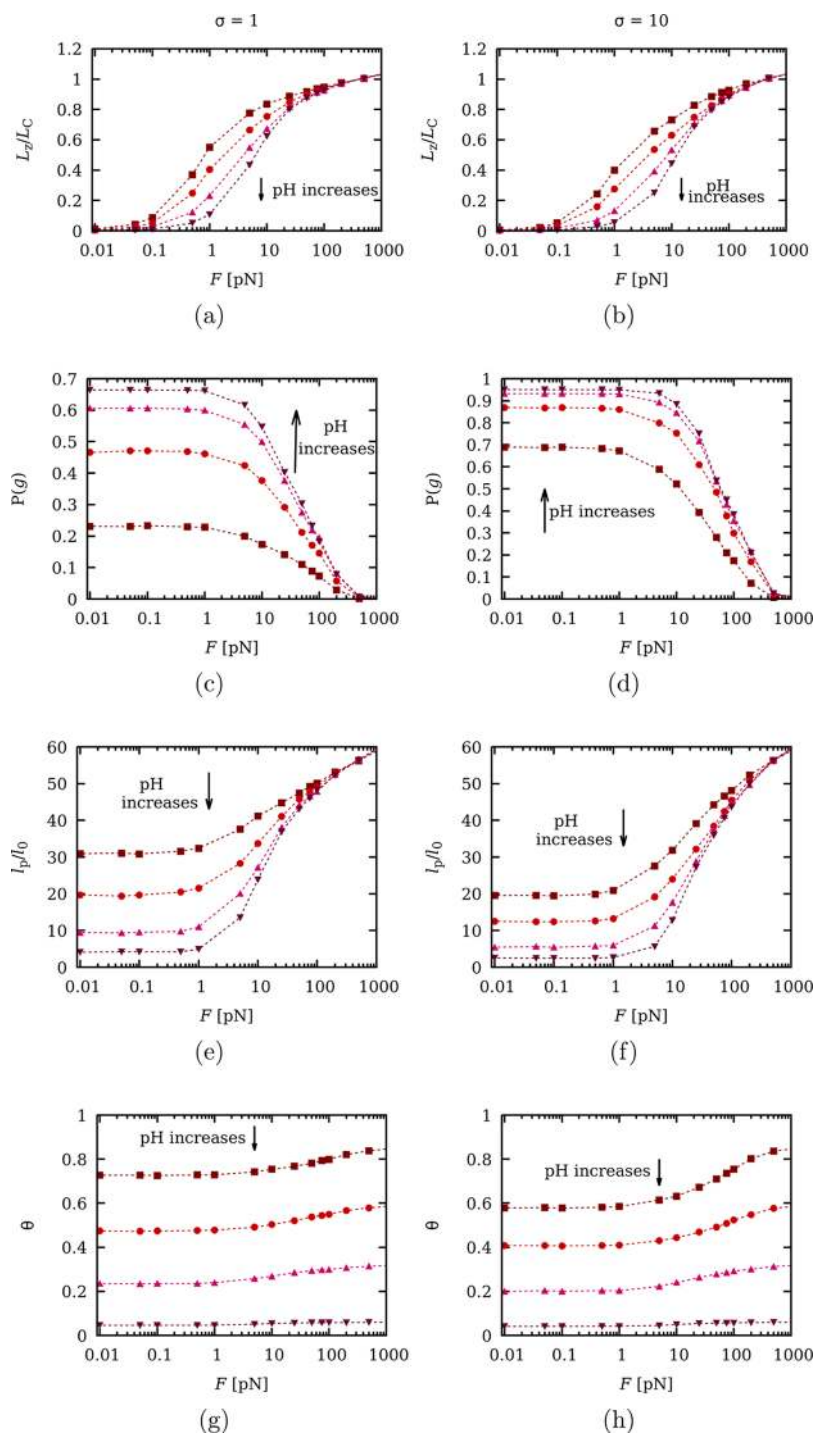 σ = 1
σ = 10
1.2
1
0.8
0.6
0.4
0.2
0
L_z/L_C
pH increases
0.01 0.1 1 10 100 1000
F [pN]
(a)
1.2
1
0.8
0.6
0.4
0.2
0
L_z/L_C
pH
increases
0.01 0.1 1 10 100 1000
F [pN]
(b)
0.7
0.6
0.5
0.4
0.3
0.2
0.1
0
P(g)
pH
increases
0.01 0.1 1 10 100 1000
F [pN]
(c)
1
0.9
0.8
0.7
0.6
0.5
0.4
0.3
0.2
0.1
0
P(g)
pH increases
0.01 0.1 1 10 100 1000
F [pN]
(d)
60
50
40
30
20
10
0
l_p/l_0
pH
increases
0.01 0.1 1 10 100 1000
F [pN]
(e)
60
50
40
30
20
10
0
l_p/l_0
pH
increases
0.01 0.1 1 10 100 1000
F [pN]
(f)
1
0.8
0.6
0.4
0.2
0
θ
pH increases
0.01 0.1 1 10 100 1000
F [pN]
(g)
1
0.8
0.6
0.4
0.2
0
θ
pH increases
0.01 0.1 1 10 100 1000
F [pN]
(h)